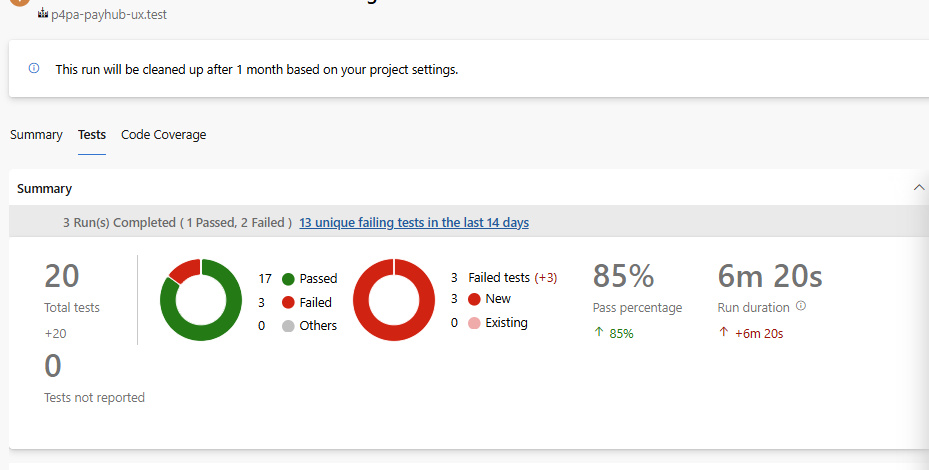 p4pa-payhub-ux.test
This run will be cleaned up after 1 month based on your project settings.
Summary Tests Code Coverage
Summary
3 Run(s) Completed ( 1 Passed, 2 Failed ) 13 unique failing tests in the last 14 days
20
Total tests
+20
0
Tests not reported
17 Passed
3 Failed
0 Others
3 Failed tests (+3)
3 New
0 Existing
85%
Pass percentage
85%
6m 20s
Run duration
+6m 20s